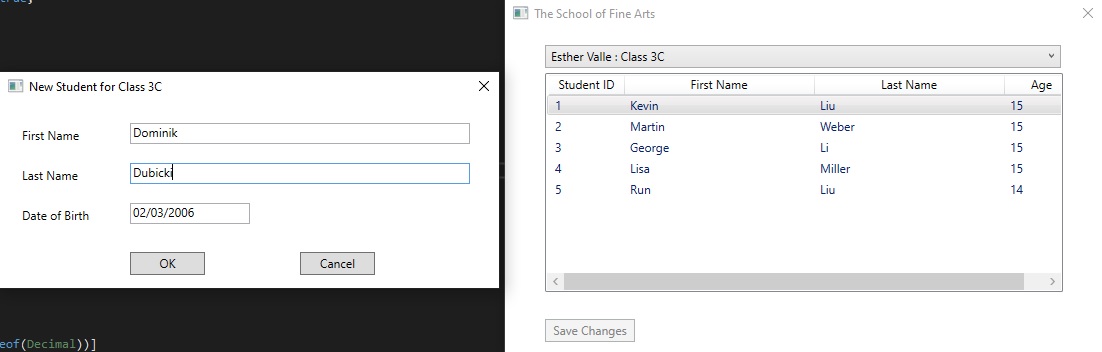 true;
New Student for Class 3C
First Name Dominik
Last Name Dubicki
Date of Birth 02/03/2006
OK Cancel
eof(Decimal))]
The School of Fine Arts
Esther Valle : Class 3C
Student ID First Name Last Name Age
1 Kevin Liu 15
2 Martin Weber 15
3 George Li 15
4 Lisa Miller 15
5 Run Liu 14
Save Changes